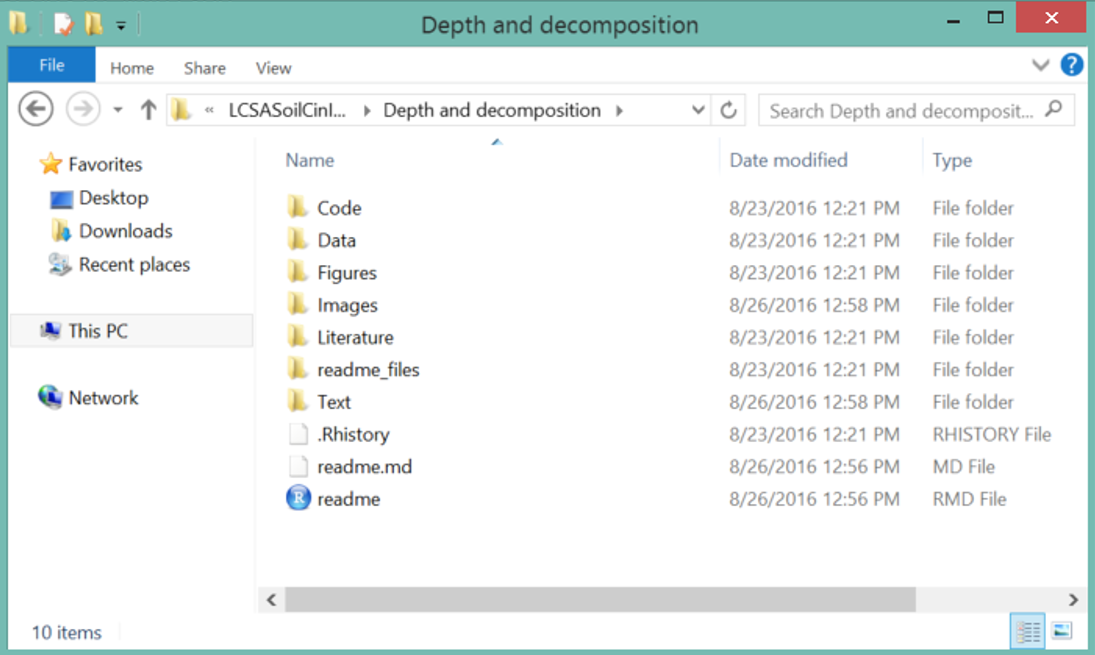 Depth and decomposition
File Home Share View
« LCSASoilCinI... Depth and decomposition Search Depth and decomposit...
Favorites
Desktop
Downloads
Recent places
This PC
Network
Name Date modified Type
Code 8/23/2016 12:21 PM File folder
Data 8/23/2016 12:21 PM File folder
Figures 8/23/2016 12:21 PM File folder
Images 8/26/2016 12:58 PM File folder
Literature 8/23/2016 12:21 PM File folder
readme_files 8/23/2016 12:21 PM File folder
Text 8/26/2016 12:58 PM File folder
.Rhistory 8/23/2016 12:21 PM RHISTORY File
readme.md 8/26/2016 12:56 PM MD File
readme 8/26/2016 12:56 PM RMD File
10 items